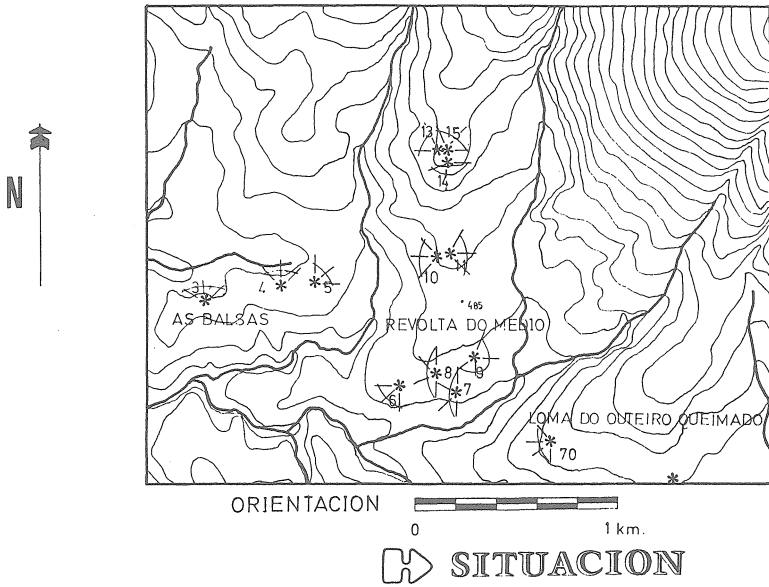 13 15
14
N
10 11
3 4 5
485
AS BALSAS
REVOLTA DO MEDIO
8 9
6 7
LOMA DO OUTEIRO QUEIMADO
70
ORIENTACION
0 1 km.
SITUACION